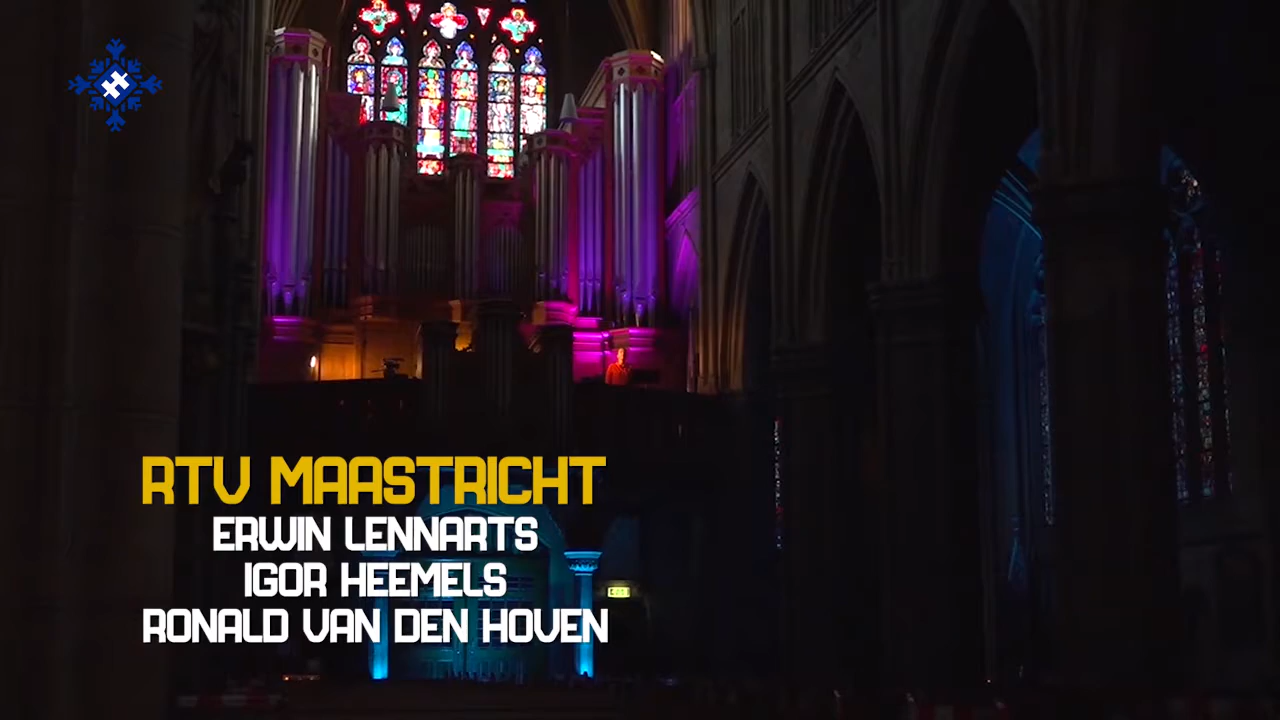 RTV MAASTRICHT
ERWIN LENNARTS
IGOR HEEMELS
RONALD VAN DEN HOVEN